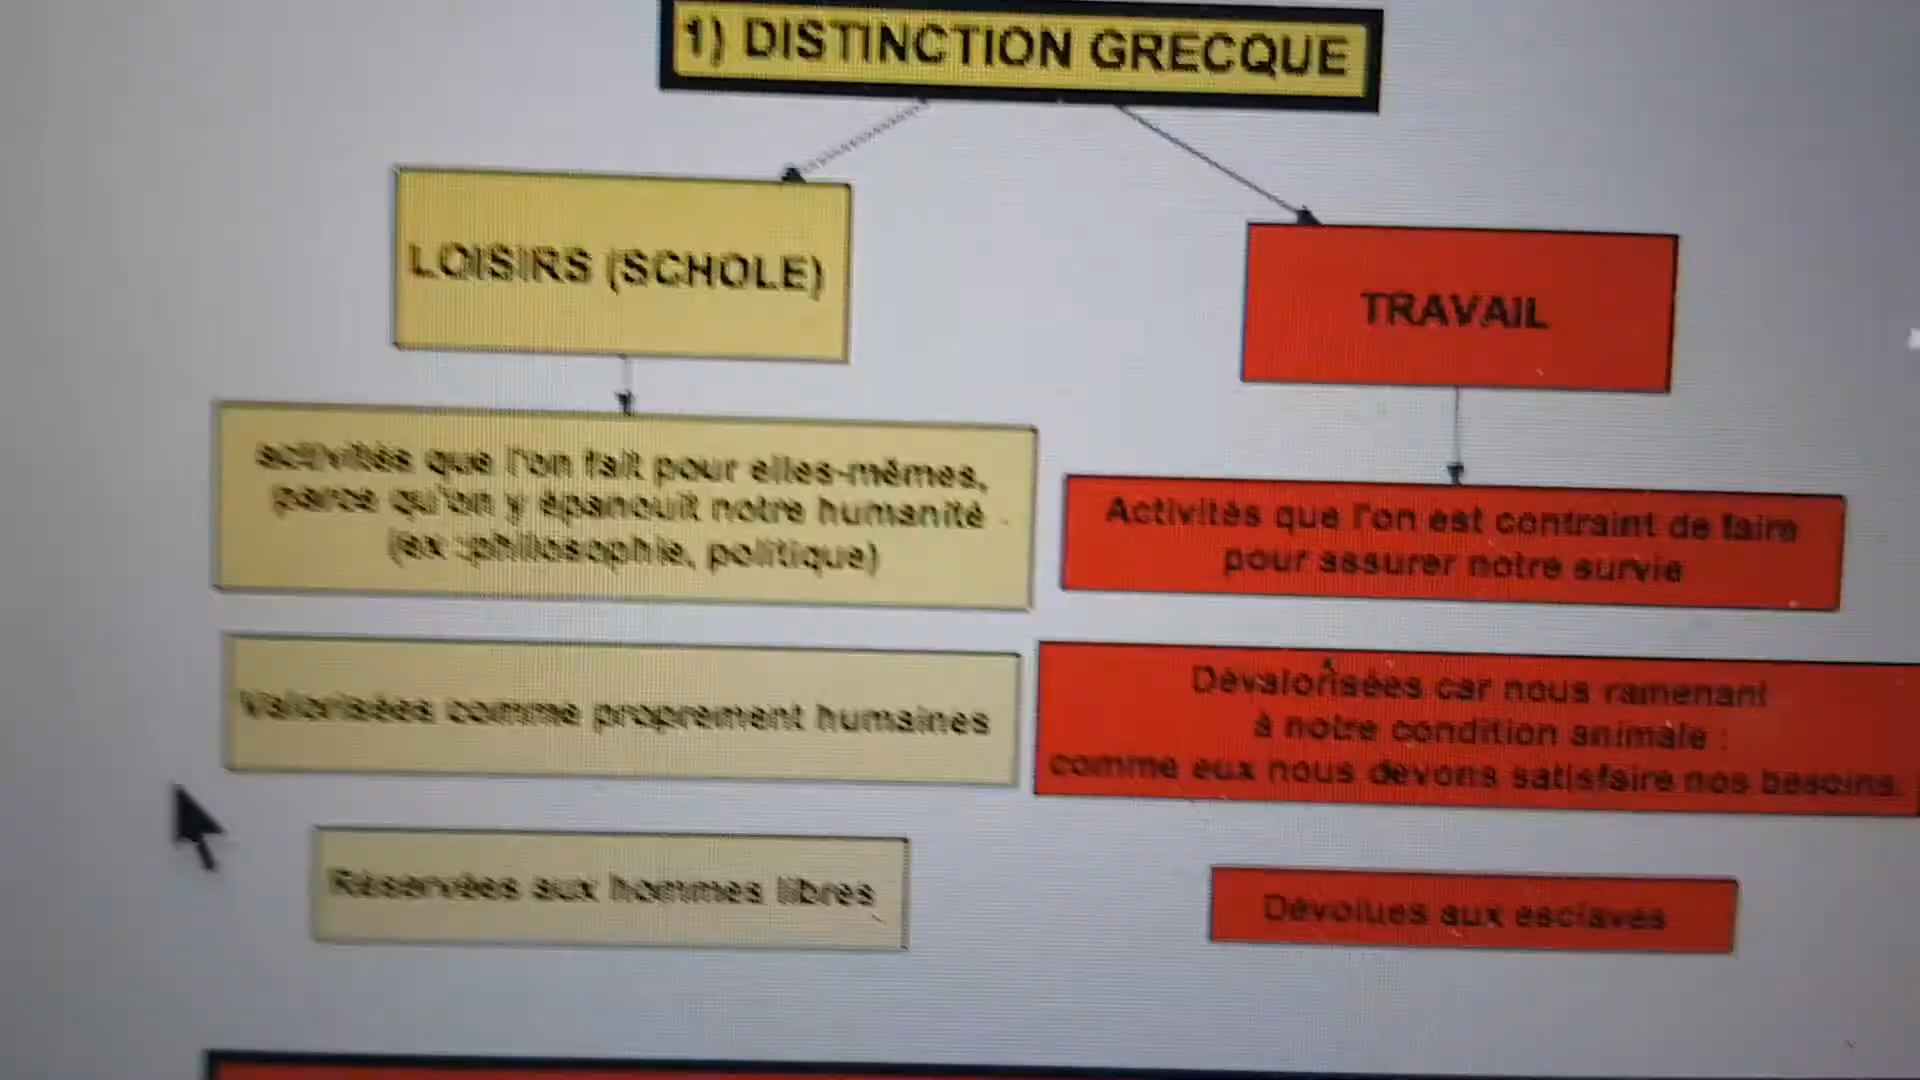 1) DISTINCTION GRECQUE
LOISIRS (SCHOLE)
TRAVAIL
activités que l'on fait pour elles-mêmes,
parce qu'on y épanouit notre humanité
(ex :philosophie, politique)
Activités que l'on est contraint de faire
pour assurer notre survie
Valorisées comme proprement humaines
Dévalorisées car nous ramenant
à notre condition animale :
comme eux nous devons satisfaire nos besoins.
Réservées aux hommes libres
Dévolues aux esclaves